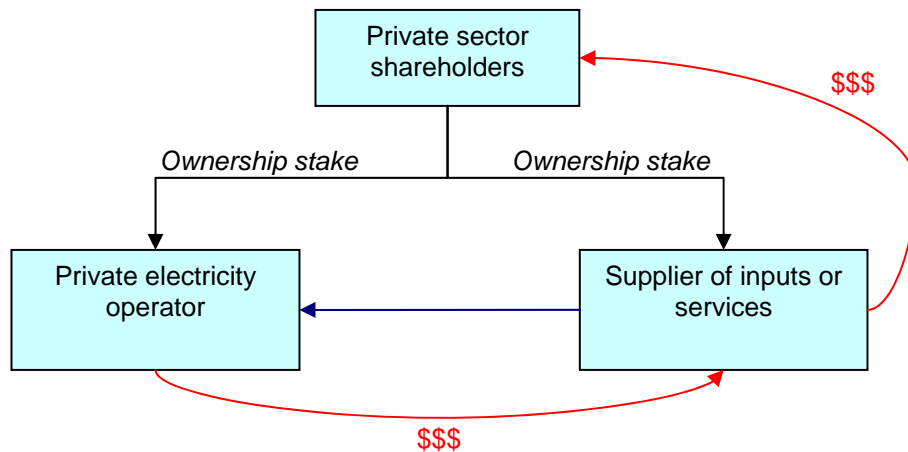 Private sector
shareholders
$$$
Ownership stake
Ownership stake
Private electricity
operator
Supplier of inputs or
services
$$$